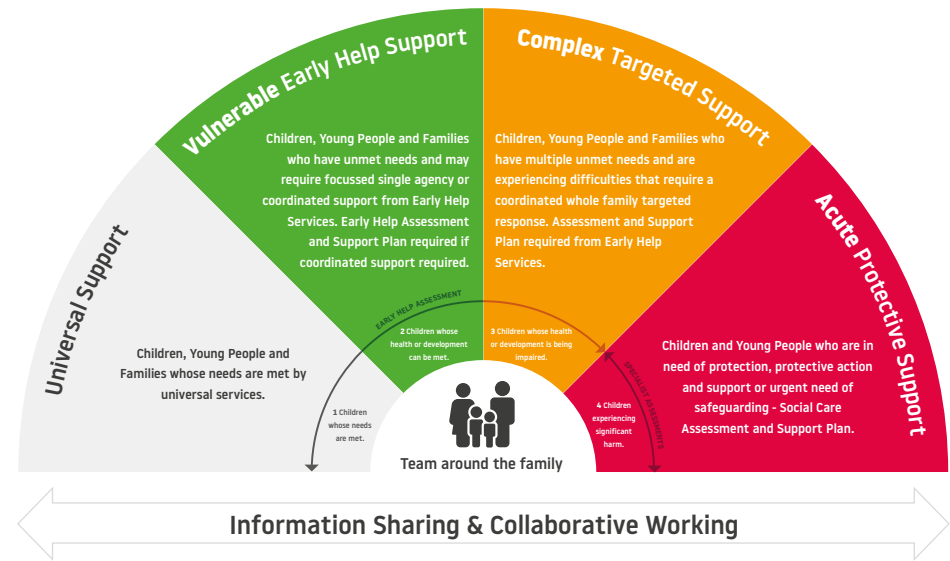 Universal Support
Children, Young People and
Families whose needs are met by
universal services.
1 Children
whose needs
are met.
Vulnerable Early Help Support
Children, Young People and Families
who have unmet needs and may
require focussed single agency or
coordinated support from Early Help
Services. Early Help Assessment
and Support Plan required if
coordinated support required.
EARLY HELP ASSESSMENT
2 Children whose
health or development
can be met.
Complex Targeted Support
Children, Young People and Families who
have multiple unmet needs and are
experiencing difficulties that require a
coordinated whole family targeted
response. Assessment and Support
Plan required from Early Help
Services.
3 Children whose health
or development is being
impaired.
Acute Protective Support
Children and Young People who are in
need of protection, protective action
and support or urgent need of
safeguarding - Social Care
Assessment and Support Plan.
SPECIALIST ASSESSMENTS
4 Children
experiencing
significant
harm.
Team around the family
Information Sharing & Collaborative Working